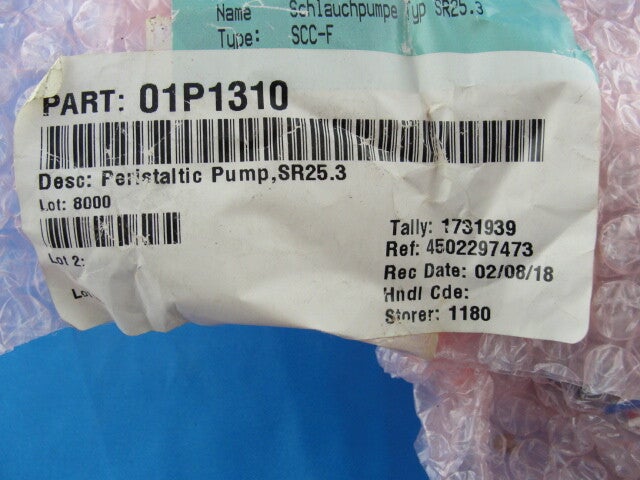 Name Schlauchpumpe Typ SR25.3
Type: SCC-F
PART: 01P1310
Desc: Peristaltic Pump,SR25.3
Lot: 8000
Tally: 1731939
Ref: 4502297473
Lot 2:
Rec Date: 02/08/18
Hndl Cde:
Storer: 1180